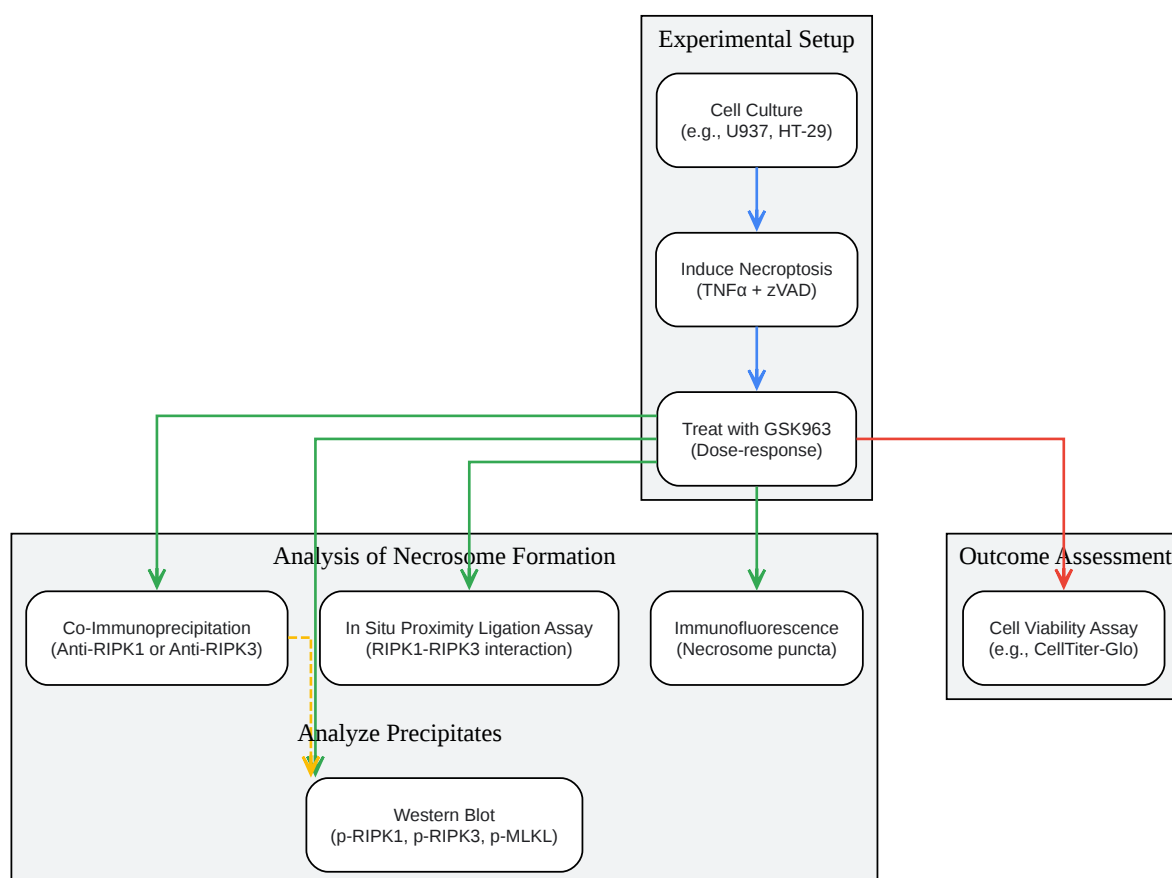 Experimental Setup
Cell Culture
(e.g., U937, HT-29)
Induce Necroptosis
(TNFα + zVAD)
Treat with GSK963
(Dose-response)
Analysis of Necrosome Formation
Outcome Assessment
Co-Immunoprecipitation
(Anti-RIPK1 or Anti-RIPK3)
In Situ Proximity Ligation Assay
(RIPK1-RIPK3 interaction)
Immunofluorescence
(Necrosome puncta)
Cell Viability Assay
(e.g., CellTiter-Glo)
Analyze Precipitates
Western Blot
(p-RIPK1, p-RIPK3, p-MLKL)